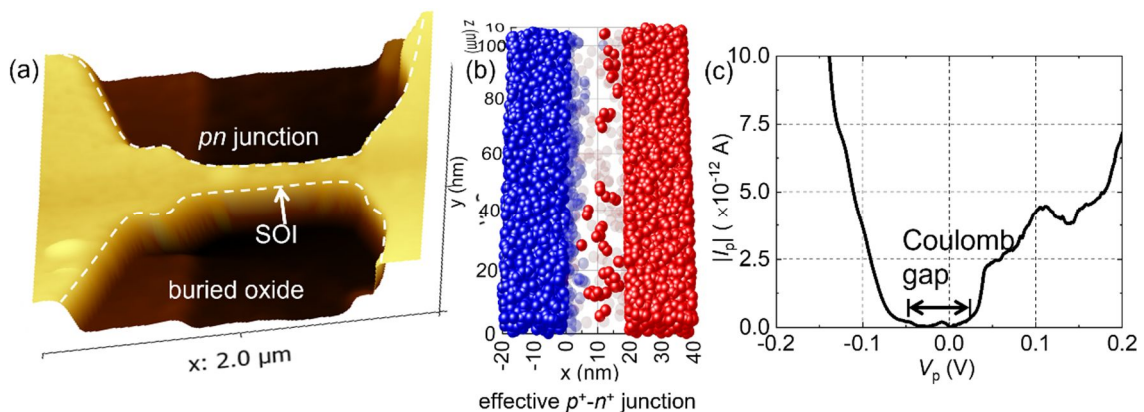 (a)
pn junction
SOI
buried oxide
x: 2.0 µm
y (nm)
(b)
z (nm)
10
0
100
80
60
40
20
0
-20
-10
0
10
20
30
40
x (nm)
effective p⁺-n⁺ junction
(c)
10.0
7.5
5.0
2.5
0.0
|Iₚ| (×10⁻¹² A)
Coulomb
gap
-0.2
-0.1
0.0
0.1
0.2
Vₚ (V)